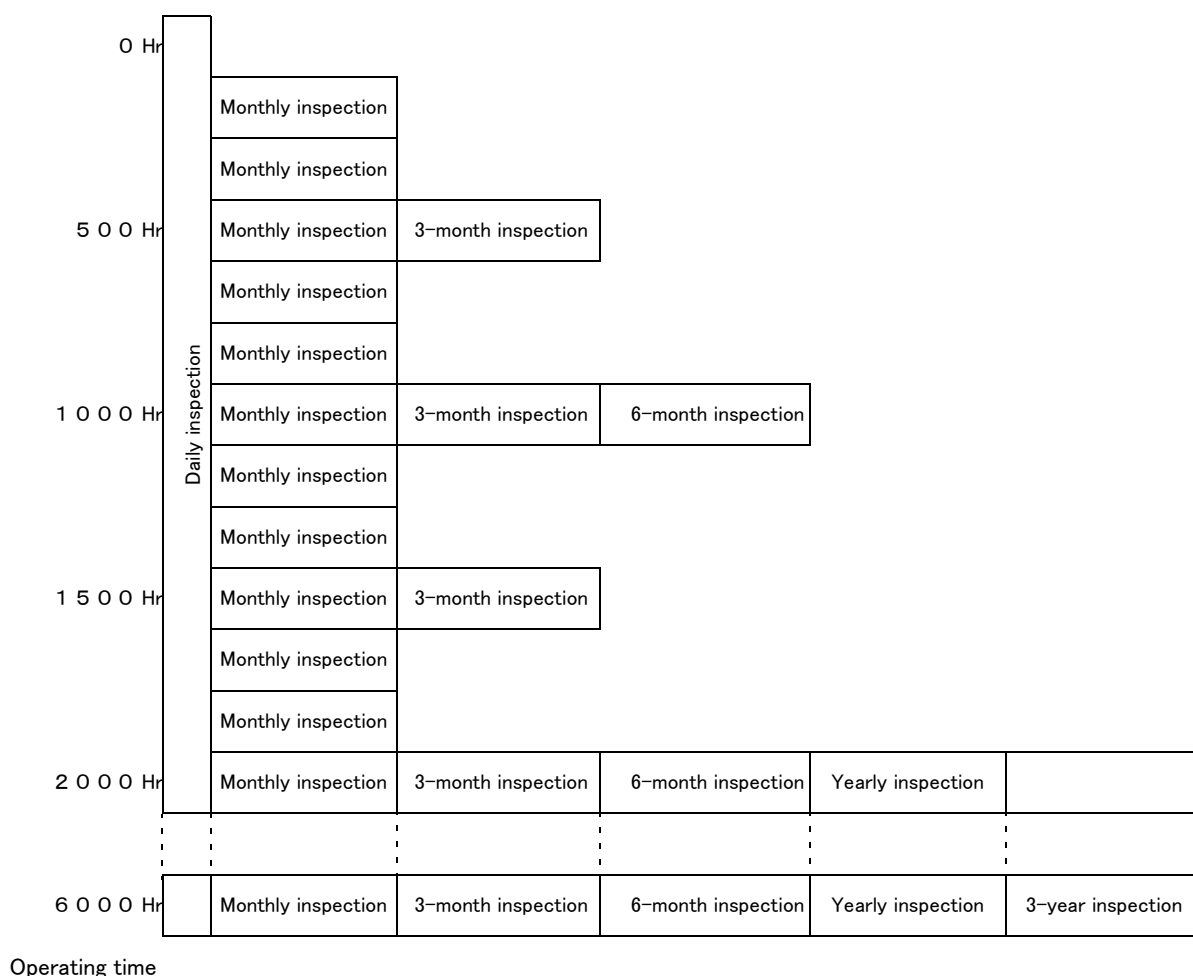 0 Hr
Monthly inspection
Monthly inspection
500 Hr Monthly inspection 3-month inspection
Monthly inspection
Monthly inspection
Daily inspection
1000 Hr Monthly inspection 3-month inspection 6-month inspection
Monthly inspection
Monthly inspection
1500 Hr Monthly inspection 3-month inspection
Monthly inspection
Monthly inspection
2000 Hr Monthly inspection 3-month inspection 6-month inspection Yearly inspection
6000 Hr Monthly inspection 3-month inspection 6-month inspection Yearly inspection 3-year inspection
Operating time